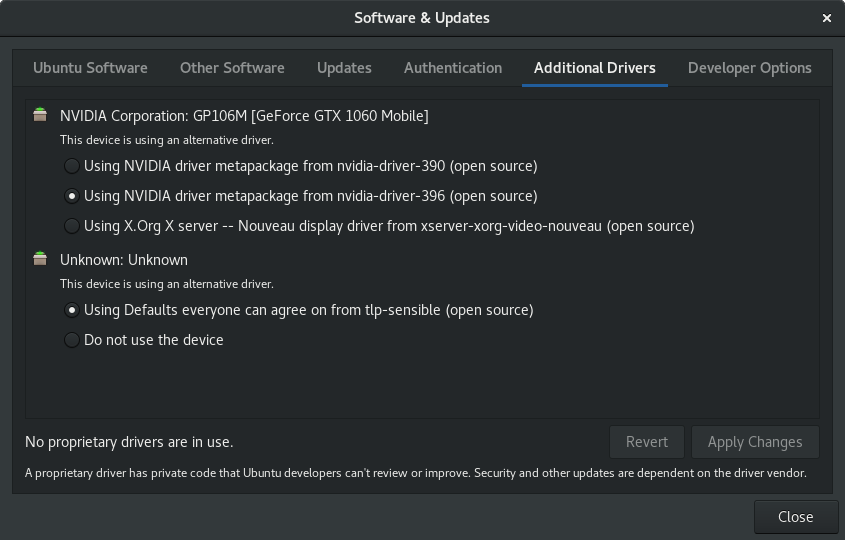 Software & Updates
Ubuntu Software Other Software Updates Authentication Additional Drivers Developer Options
NVIDIA Corporation: GP106M [GeForce GTX 1060 Mobile]
This device is using an alternative driver.
Using NVIDIA driver metapackage from nvidia-driver-390 (open source)
Using NVIDIA driver metapackage from nvidia-driver-396 (open source)
Using X.Org X server -- Nouveau display driver from xserver-xorg-video-nouveau (open source)
Unknown: Unknown
This device is using an alternative driver.
Using Defaults everyone can agree on from tlp-sensible (open source)
Do not use the device
No proprietary drivers are in use. Revert Apply Changes
A proprietary driver has private code that Ubuntu developers can't review or improve. Security and other updates are dependent on the driver vendor.
Close